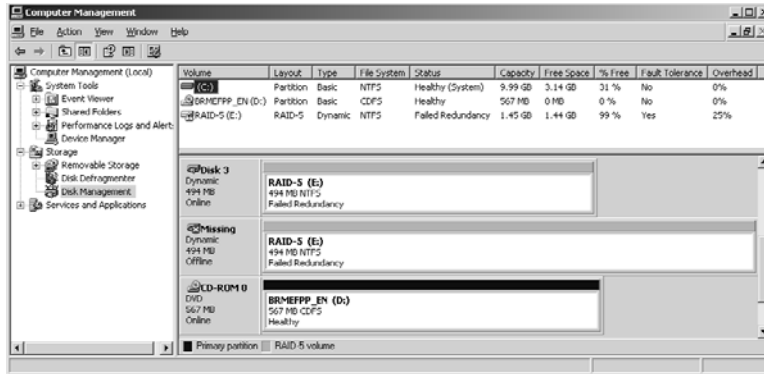 Computer Management
File Action View Window Help
Computer Management (Local)
System Tools
Event Viewer
Shared Folders
Performance Logs and Alert:
Device Manager
Storage
Removable Storage
Disk Defragmenter
Disk Management
Services and Applications
Volume Layout Type File System Status Capacity Free Space % Free Fault Tolerance Overhead
(C:) Partition Basic NTFS Healthy (System) 9.99 GB 3.14 GB 31 % No 0%
BRMEFPP_EN (D:) Partition Basic CDFS Healthy 567 MB 0 MB 0 % No 0%
RAID-5 (E:) RAID-5 Dynamic NTFS Failed Redundancy 1.45 GB 1.44 GB 99 % Yes 25%
Disk 3
Dynamic
494 MB
Online
RAID-5 (E:)
494 MB NTFS
Failed Redundancy
Missing
Dynamic
494 MB
Offline
RAID-5 (E:)
494 MB NTFS
Failed Redundancy
CD-ROM 0
DVD
567 MB
Online
BRMEFPP_EN (D:)
567 MB CDFS
Healthy
Primary partition RAID-5 volume